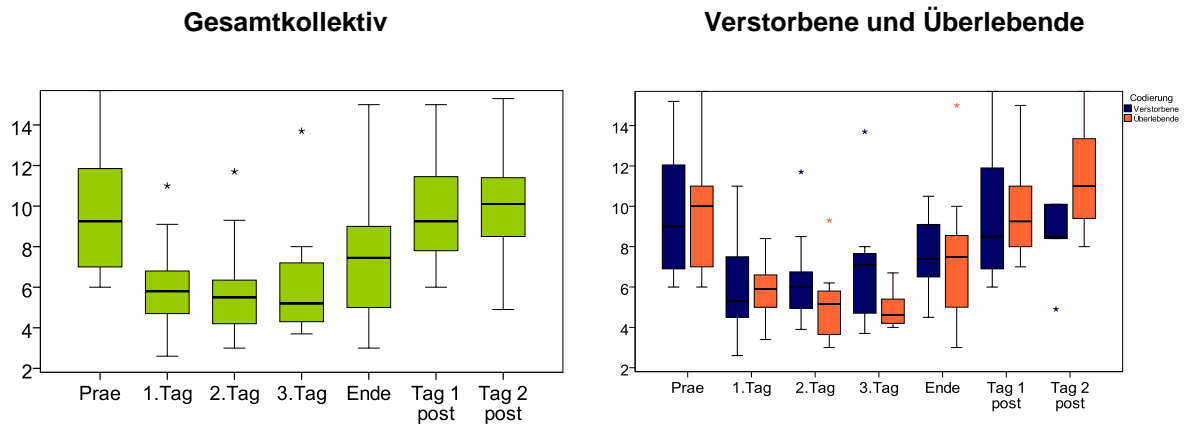 Gesamtkollektiv
14
12
10
8
6
4
2
Prae 1.Tag 2.Tag 3.Tag Ende Tag 1 Tag 2
post post
Verstorbene und Überlebende
14
12
10
8
6
4
2
Prae 1.Tag 2.Tag 3.Tag Ende Tag 1 Tag 2
post post
Codierung
Verstorbene
Überlebende